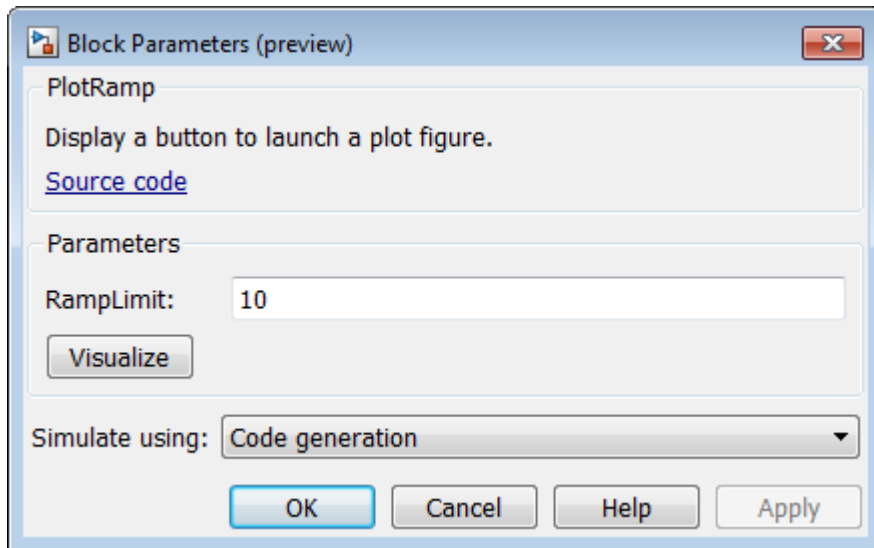 Block Parameters (preview)
PlotRamp
Display a button to launch a plot figure.
Source code
Parameters
RampLimit: 10
Visualize
Simulate using: Code generation
OK Cancel Help Apply